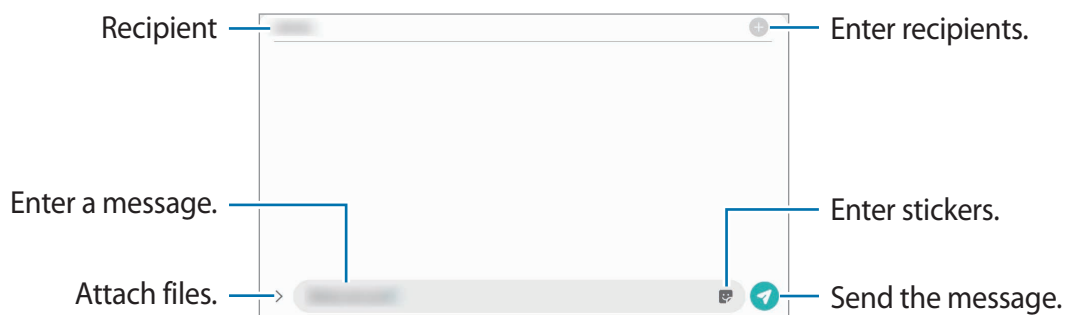 Recipient
Enter recipients.
Enter a message.
Enter stickers.
Attach files.
Send the message.